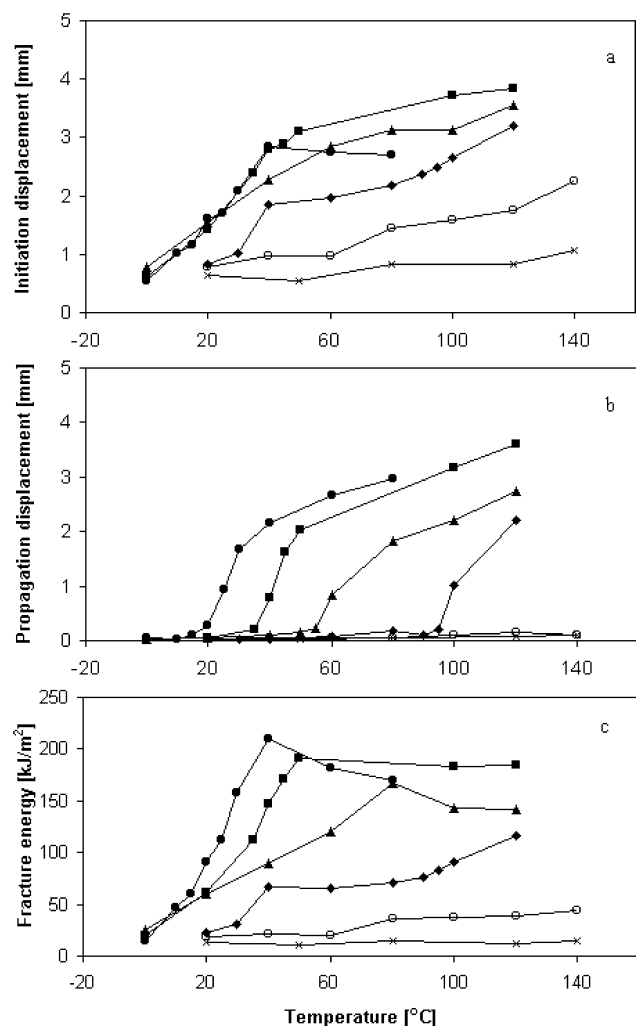 5
a
4
3
2
1
0
Initiation displacement [mm]
-20 20 60 100 140
5
b
4
3
2
1
0
Propagation displacement [mm]
-20 20 60 100 140
250
c
200
150
100
50
0
Fracture energy [kJ/m²]
-20 20 60 100 140
Temperature [°C]